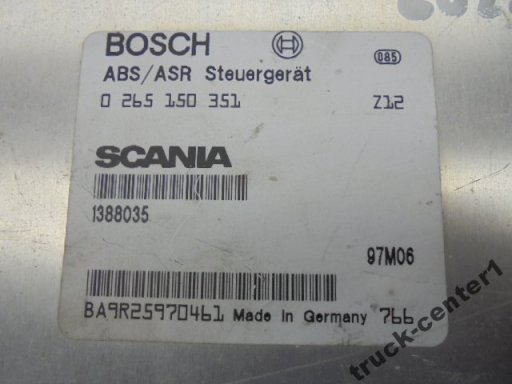 BOSCH 085
ABS/ASR Steuergerät
0 265 150 351 Z12
SCANIA
1388035
97M06
BA9R25970461 Made in Germany 766
truck-center1